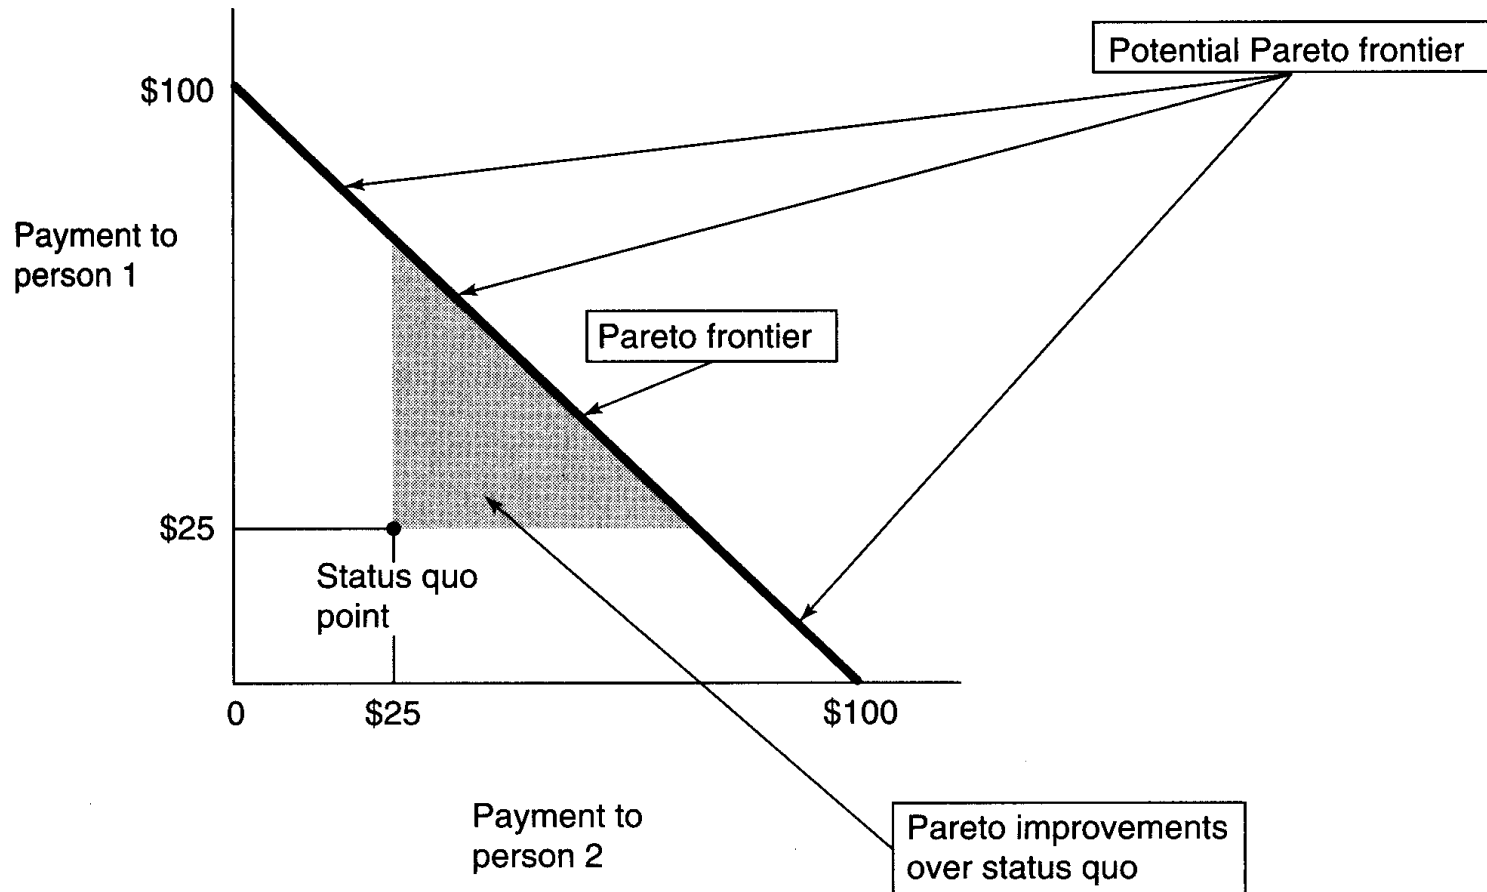 Potential Pareto frontier
$100
Payment to
person 1
Pareto frontier
$25
Status quo
point
0
$25
$100
Payment to
person 2
Pareto improvements
over status quo